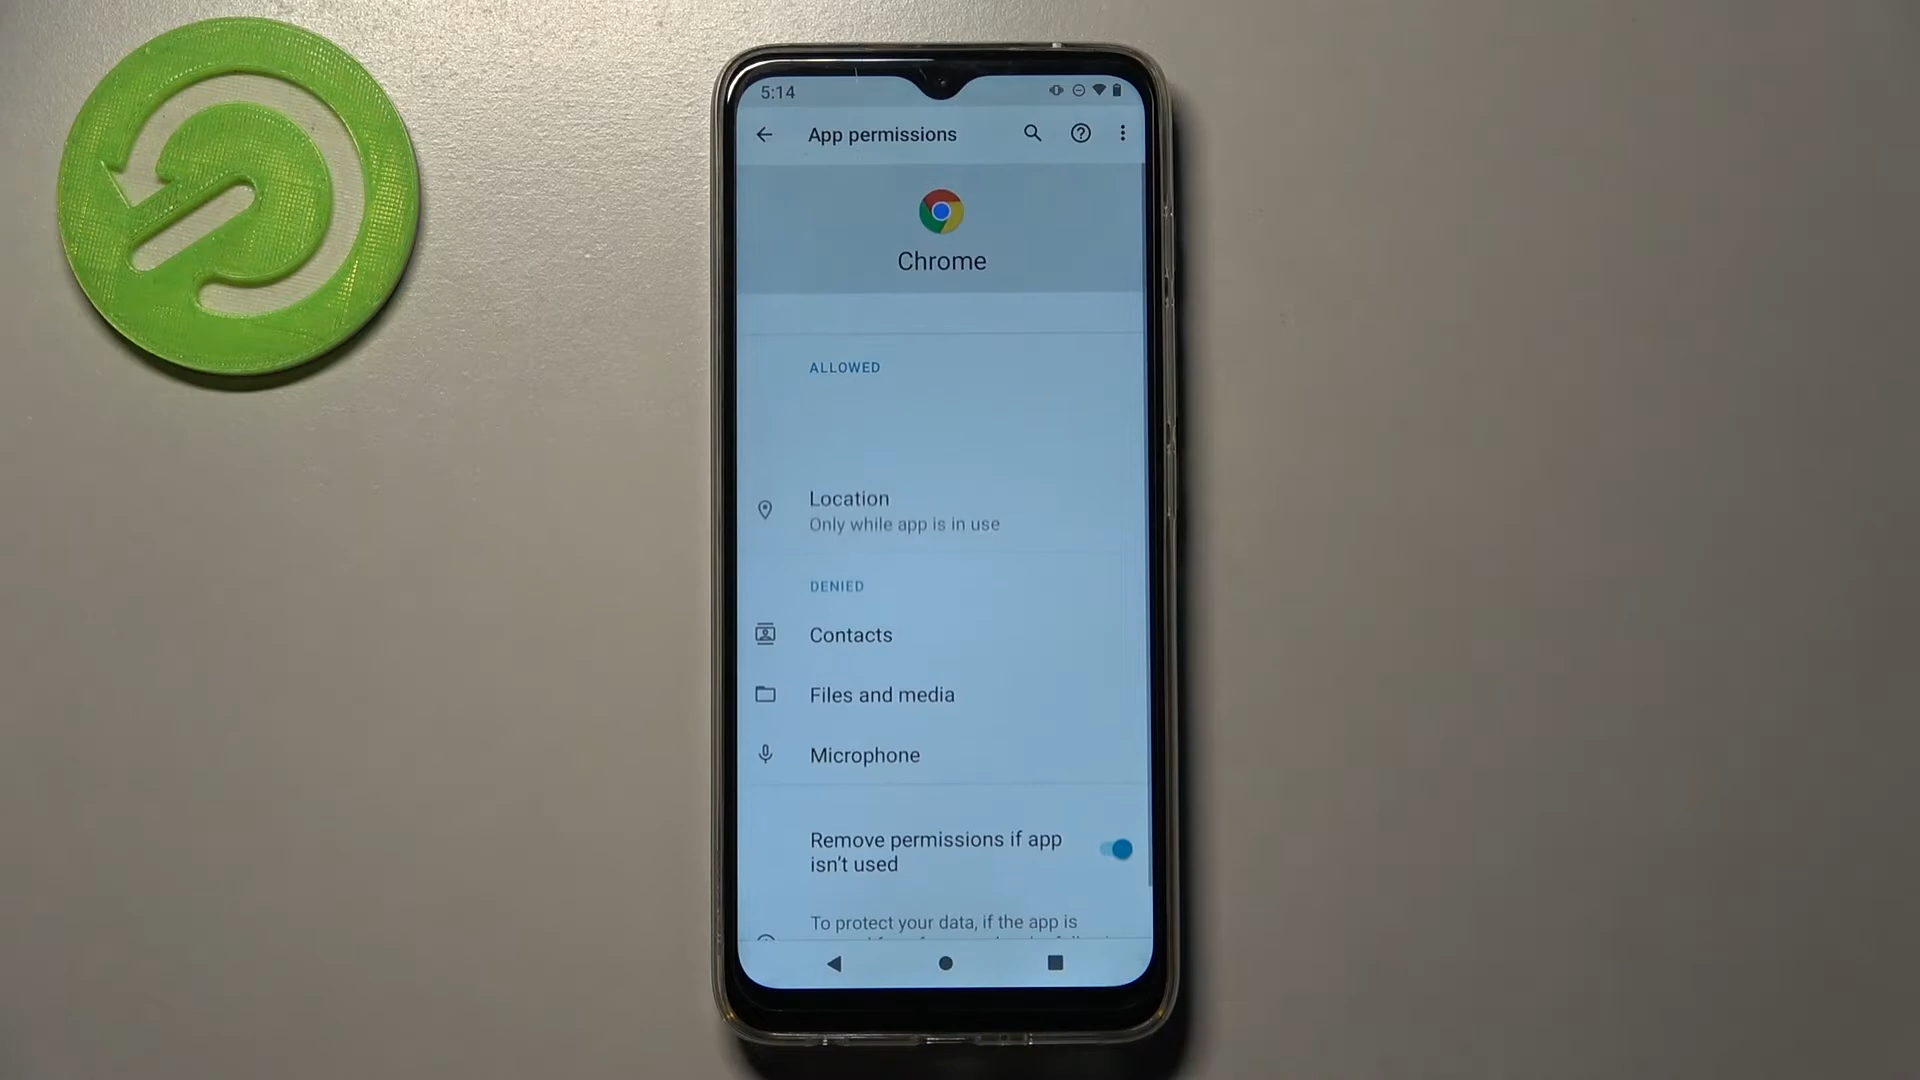 5:14
App permissions
Chrome
ALLOWED
Location
Only while app is in use
DENIED
Contacts
Files and media
Microphone
Remove permissions if app
isn't used
To protect your data, if the app is